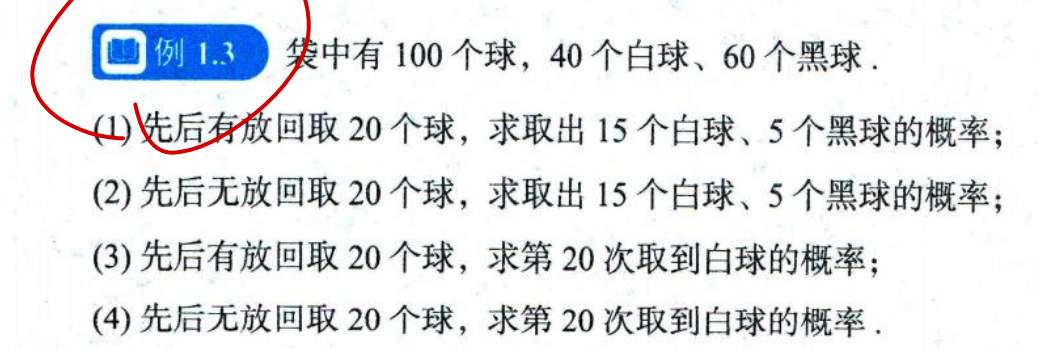 例 1.3 袋中有 100 个球，40 个白球、60 个黑球．
(1) 先后有放回取 20 个球，求取出 15 个白球、5 个黑球的概率；
(2) 先后无放回取 20 个球，求取出 15 个白球、5 个黑球的概率；
(3) 先后有放回取 20 个球，求第 20 次取到白球的概率；
(4) 先后无放回取 20 个球，求第 20 次取到白球的概率．